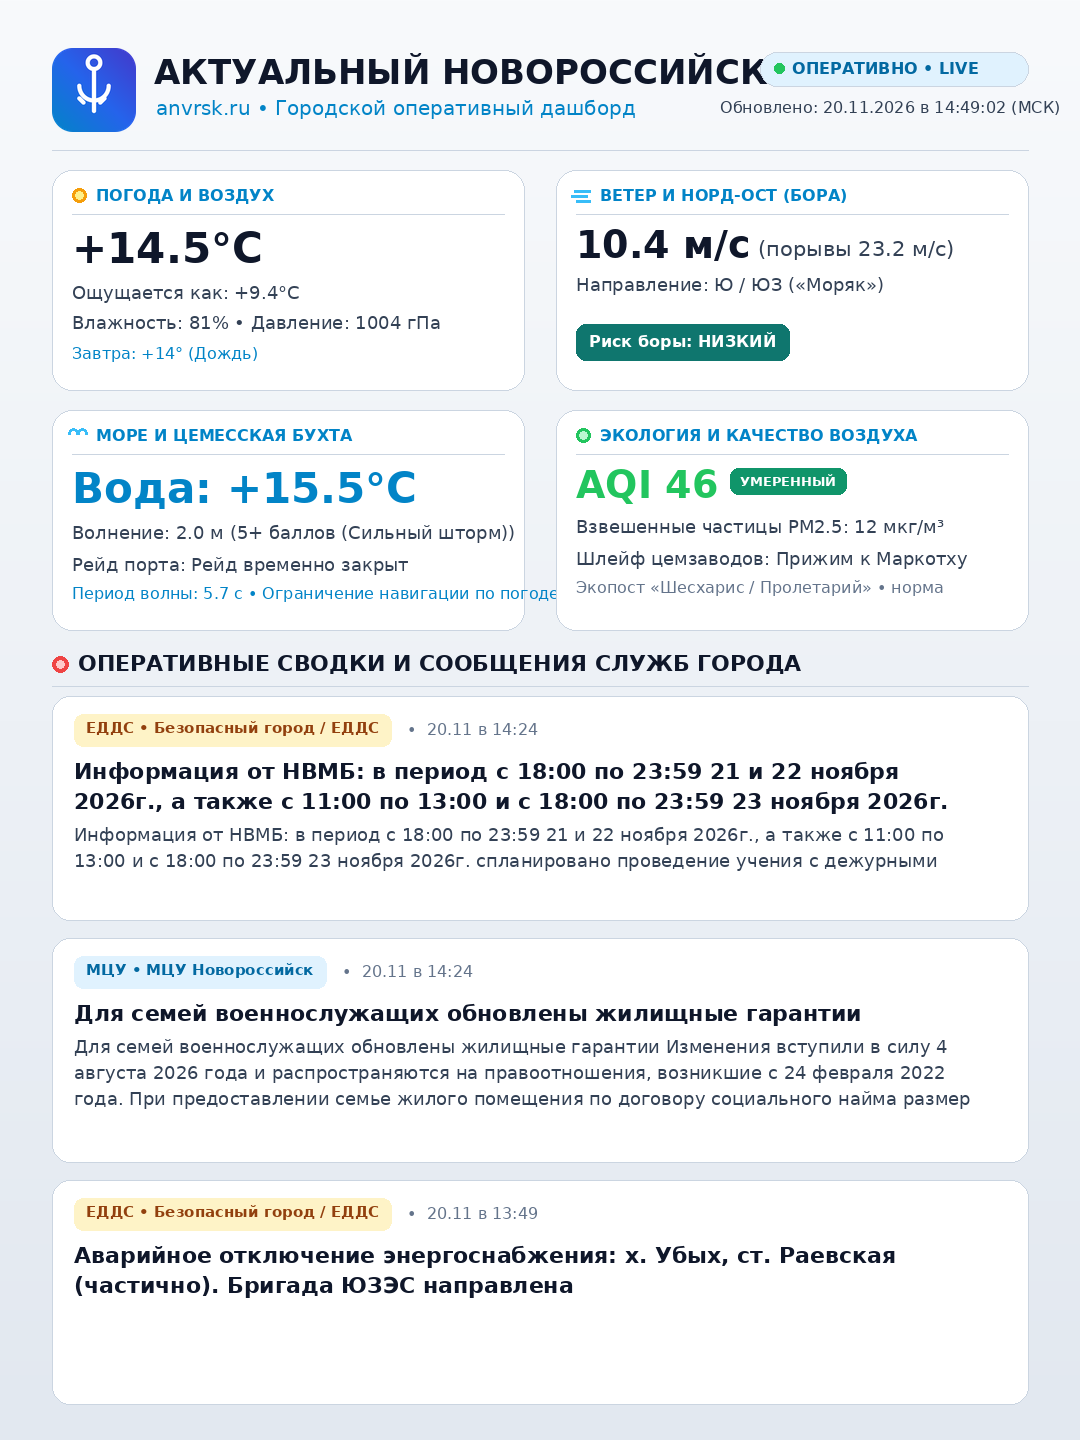 АКТУАЛЬНЫЙ НОВОРОССИЙСК
ОПЕРАТИВНО • LIVE
anvrsk.ru • Городской оперативный дашборд
Обновлено: 20.11.2026 в 14:49:02 (МСК)
ПОГОДА И ВОЗДУХ
+14.5°C
Ощущается как: +9.4°C
Влажность: 81% • Давление: 1004 гПа
Завтра: +14° (Дождь)
ВЕТЕР И НОРД-ОСТ (БОРА)
10.4 м/с (порывы 23.2 м/с)
Направление: Ю / ЮЗ («Моряк»)
Риск боры: НИЗКИЙ
МОРЕ И ЦЕМЕССКАЯ БУХТА
Вода: +15.5°C
Волнение: 2.0 м (5+ баллов (Сильный шторм))
Рейд порта: Рейд временно закрыт
Период волны: 5.7 с • Ограничение навигации по погоде
ЭКОЛОГИЯ И КАЧЕСТВО ВОЗДУХА
AQI 46 УМЕРЕННЫЙ
Взвешенные частицы PM2.5: 12 мкг/м³
Шлейф цемзаводов: Прижим к Маркотху
Экопост «Шесхарис / Пролетарий» • норма
ОПЕРАТИВНЫЕ СВОДКИ И СООБЩЕНИЯ СЛУЖБ ГОРОДА
ЕДДС • Безопасный город / ЕДДС • 20.11 в 14:24
Информация от НВМБ: в период с 18:00 по 23:59 21 и 22 ноября
2026г., а также с 11:00 по 13:00 и с 18:00 по 23:59 23 ноября 2026г.
Информация от НВМБ: в период с 18:00 по 23:59 21 и 22 ноября 2026г., а также с 11:00 по
13:00 и с 18:00 по 23:59 23 ноября 2026г. спланировано проведение учения с дежурными
МЦУ • МЦУ Новороссийск • 20.11 в 14:24
Для семей военнослужащих обновлены жилищные гарантии
Для семей военнослужащих обновлены жилищные гарантии Изменения вступили в силу 4
августа 2026 года и распространяются на правоотношения, возникшие с 24 февраля 2022
года. При предоставлении семье жилого помещения по договору социального найма размер
ЕДДС • Безопасный город / ЕДДС • 20.11 в 13:49
Аварийное отключение энергоснабжения: х. Убых, ст. Раевская
(частично). Бригада ЮЗЭС направлена